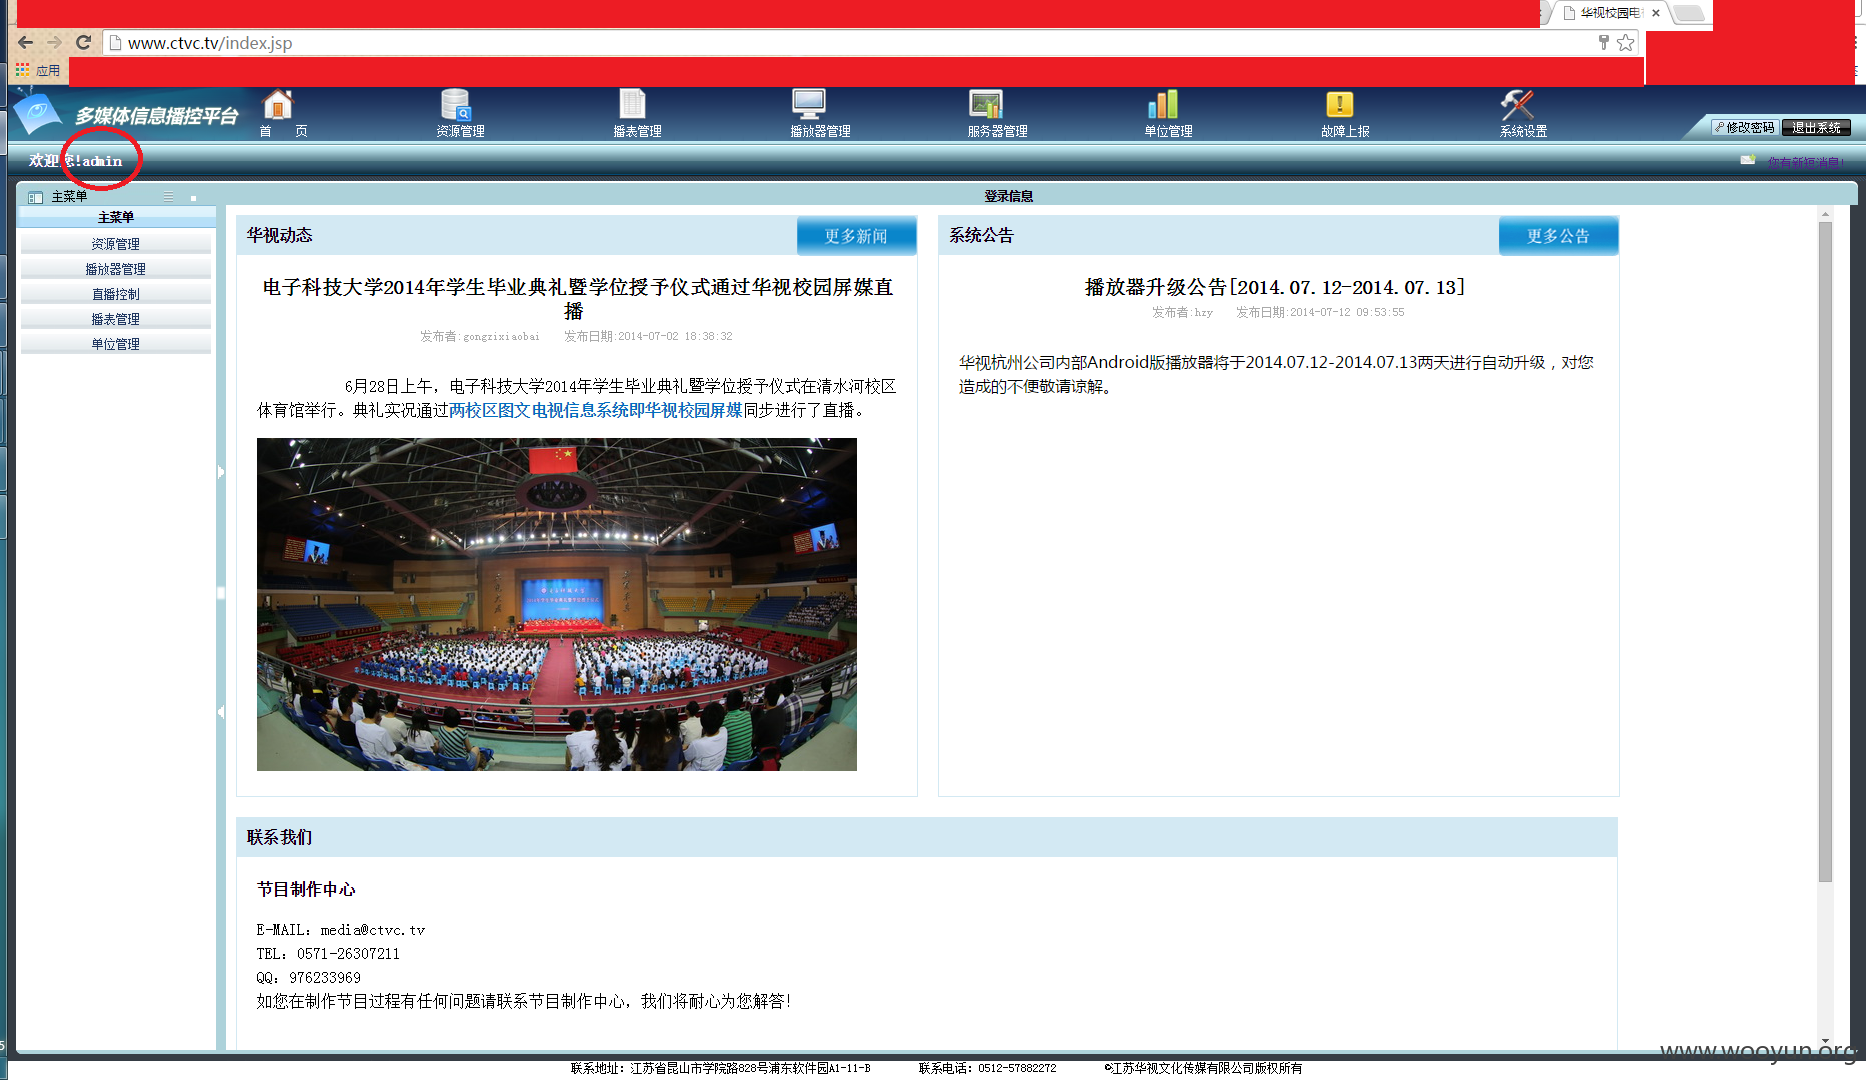 华视校园电视
www.ctvc.tv/index.jsp
应用
多媒体信息播控平台
首 页
资源管理
播表管理
播放器管理
服务器管理
单位管理
故障上报
系统设置
修改密码
退出系统
欢迎您!admin
您有新短消息!
主菜单
登录信息
主菜单
资源管理
播放器管理
直播控制
播表管理
单位管理
华视动态
更多新闻
电子科技大学2014年学生毕业典礼暨学位授予仪式通过华视校园屏媒直
播
发布者:gongzixiaobai 发布日期:2014-07-02 18:38:32
6月28日上午，电子科技大学2014年学生毕业典礼暨学位授予仪式在清水河校区
体育馆举行。典礼实况通过两校区图文电视信息系统即华视校园屏媒同步进行了直播。
系统公告
更多公告
播放器升级公告[2014.07.12-2014.07.13]
发布者:hzy 发布日期:2014-07-12 09:53:55
华视杭州公司内部Android版播放器将于2014.07.12-2014.07.13两天进行自动升级，对您
造成的不便敬请谅解。
联系我们
节目制作中心
E-MAIL: media@ctvc.tv
TEL: 0571-26307211
QQ: 976233969
如您在制作节目过程有任何问题请联系节目制作中心，我们将耐心为您解答!
www.wooyun.org
联系地址：江苏省昆山市学院路828号浦东软件园A1-11-B 联系电话：0512-57882272 ©江苏华视文化传媒有限公司版权所有